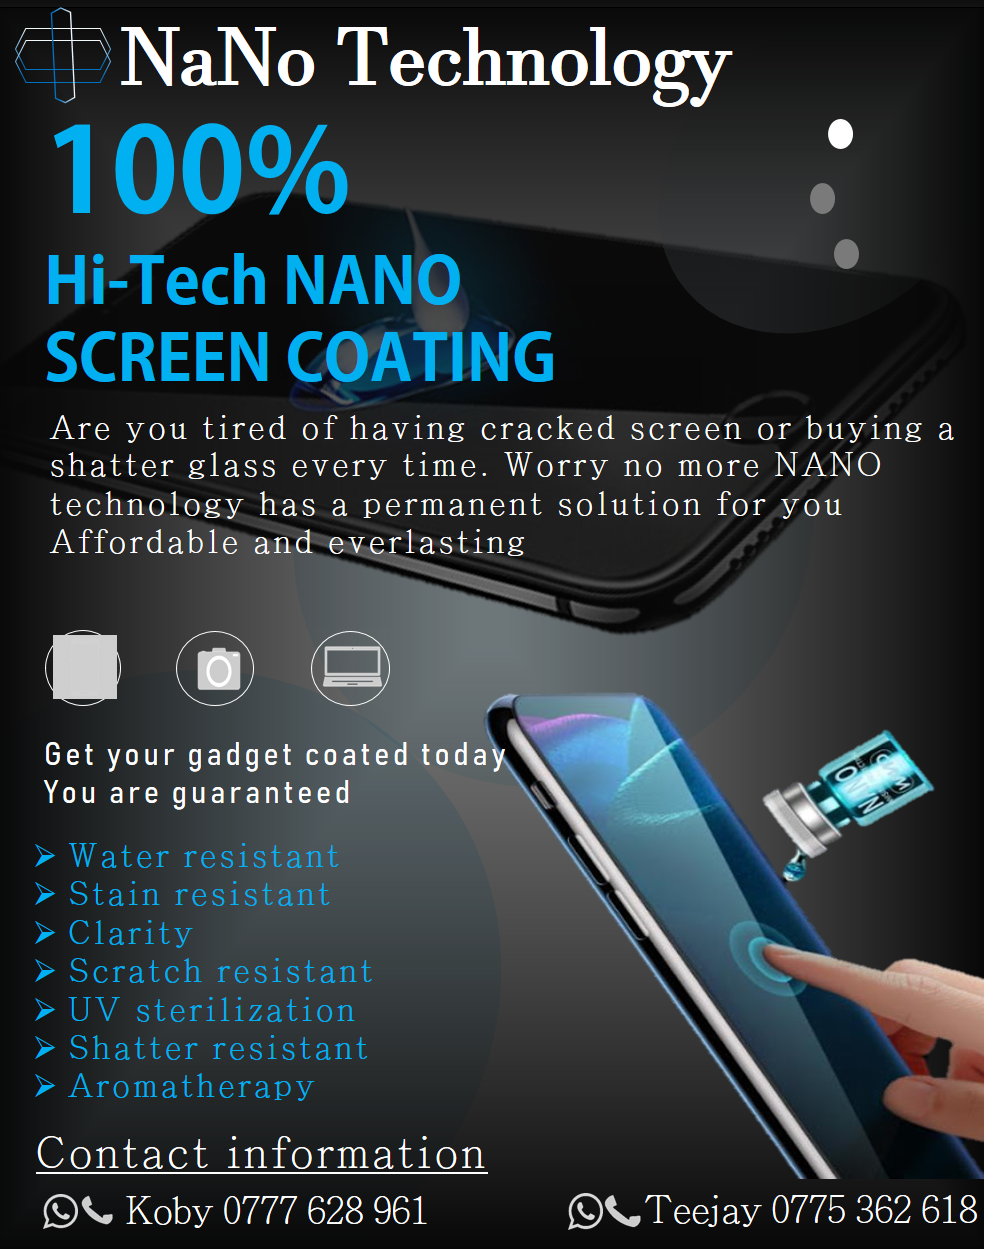 NaNo Technology
100%
Hi-Tech NANO
SCREEN COATING
Are you tired of having cracked screen or buying a
shatter glass every time. Worry no more NANO
technology has a permanent solution for you
Affordable and everlasting
Get your gadget coated today
You are guaranteed
Water resistant
Stain resistant
Clarity
Scratch resistant
UV sterilization
Shatter resistant
Aromatherapy
Contact information
Koby 0777 628 961
Teejay 0775 362 618